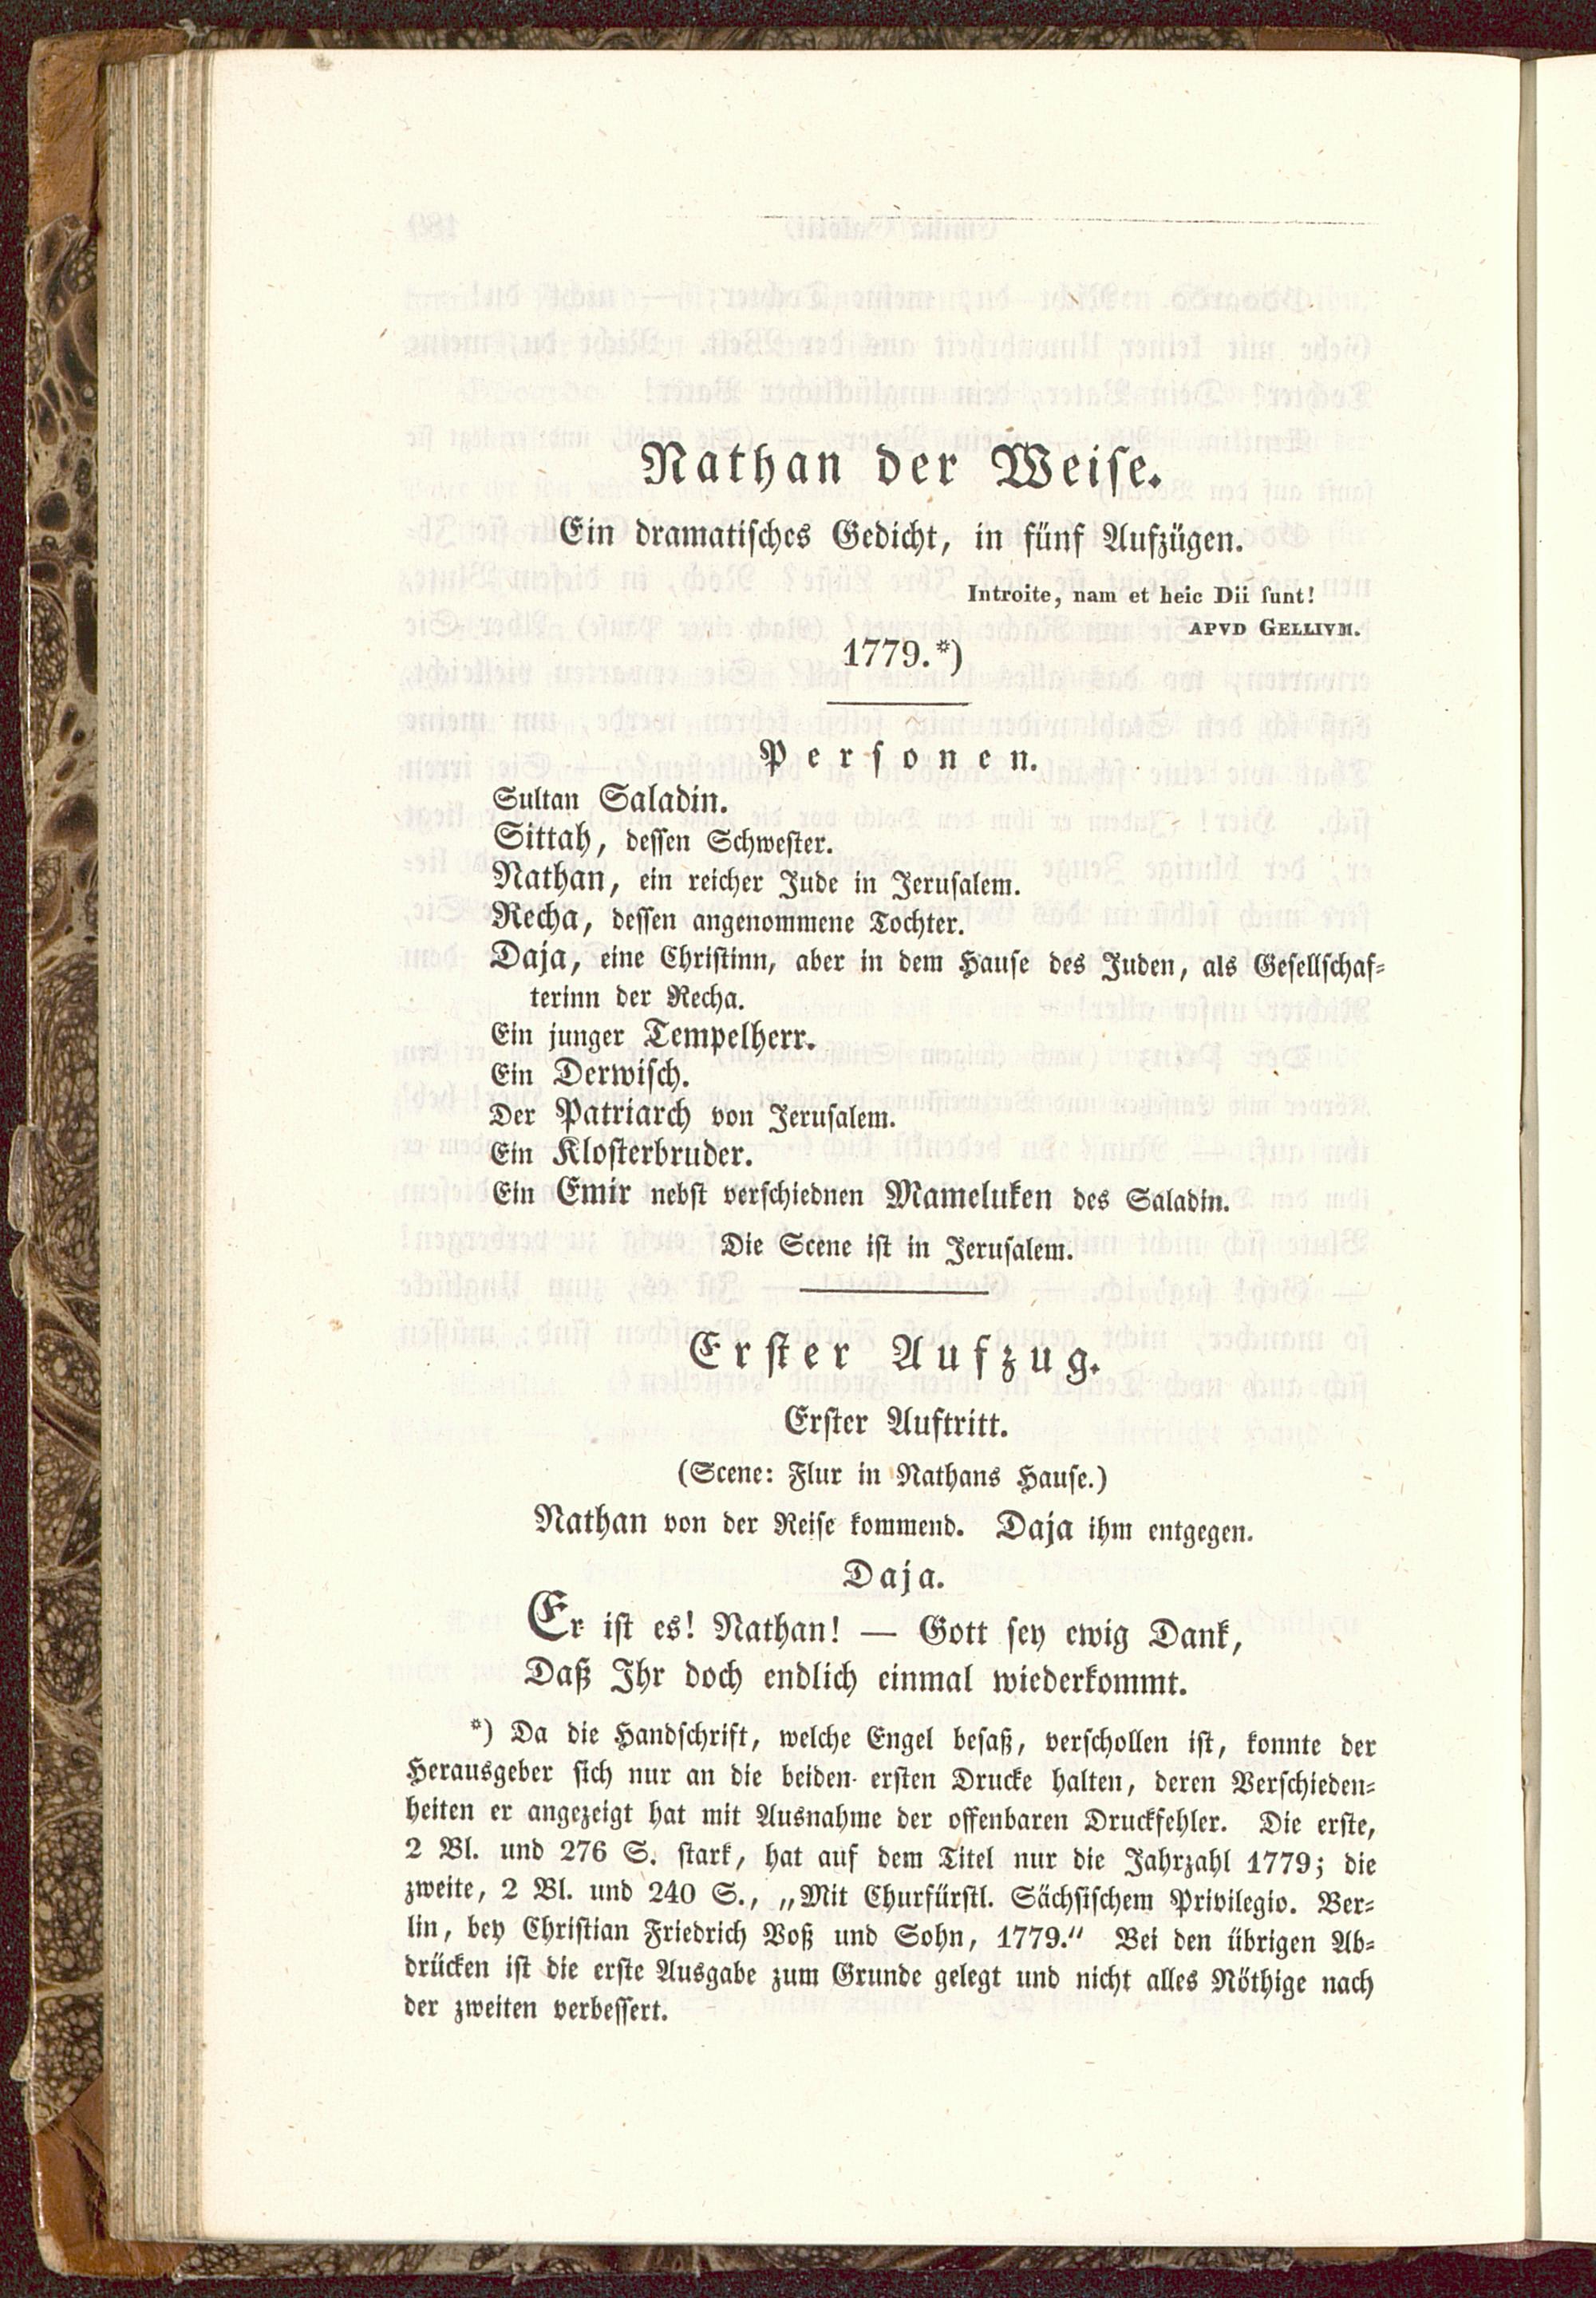 Nathan der Weiſe.
Ein dramatiſches Gedicht, in fünf Aufzügen.
Introite, nam et heic Dii ſunt!
APVD GELLIVM.
1779.*)
Perſonen.
Sultan Saladin.
Sittah, deſſen Schweſter.
Nathan, ein reicher Jude in Jeruſalem.
Recha, deſſen angenommene Tochter.
Daja, eine Chriſtinn, aber in dem Hauſe des Juden, als Geſellſchaf-
terinn der Recha.
Ein junger Tempelherr.
Ein Derwiſch.
Der Patriarch von Jeruſalem.
Ein Kloſterbruder.
Ein Emir nebſt verſchiednen Mameluken des Saladin.
Die Scene iſt in Jeruſalem.
Erſter Aufzug.
Erſter Auftritt.
(Scene: Flur in Nathans Hauſe.)
Nathan von der Reiſe kommend. Daja ihm entgegen.
Daja.
Er iſt es! Nathan! — Gott ſey ewig Dank,
Daß Ihr doch endlich einmal wiederkommt.
*) Da die Handſchrift, welche Engel beſaß, verſchollen iſt, konnte der
Herausgeber ſich nur an die beiden erſten Drucke halten, deren Verſchieden-
heiten er angezeigt hat mit Ausnahme der offenbaren Druckfehler. Die erſte,
2 Bl. und 276 S. ſtark, hat auf dem Titel nur die Jahrzahl 1779; die
zweite, 2 Bl. und 240 S., „Mit Churfürſtl. Sächſiſchem Privilegio. Ber-
lin, bey Chriſtian Friedrich Voß und Sohn, 1779.“ Bei den übrigen Ab-
drücken iſt die erſte Ausgabe zum Grunde gelegt und nicht alles Nöthige nach
der zweiten verbeſſert.